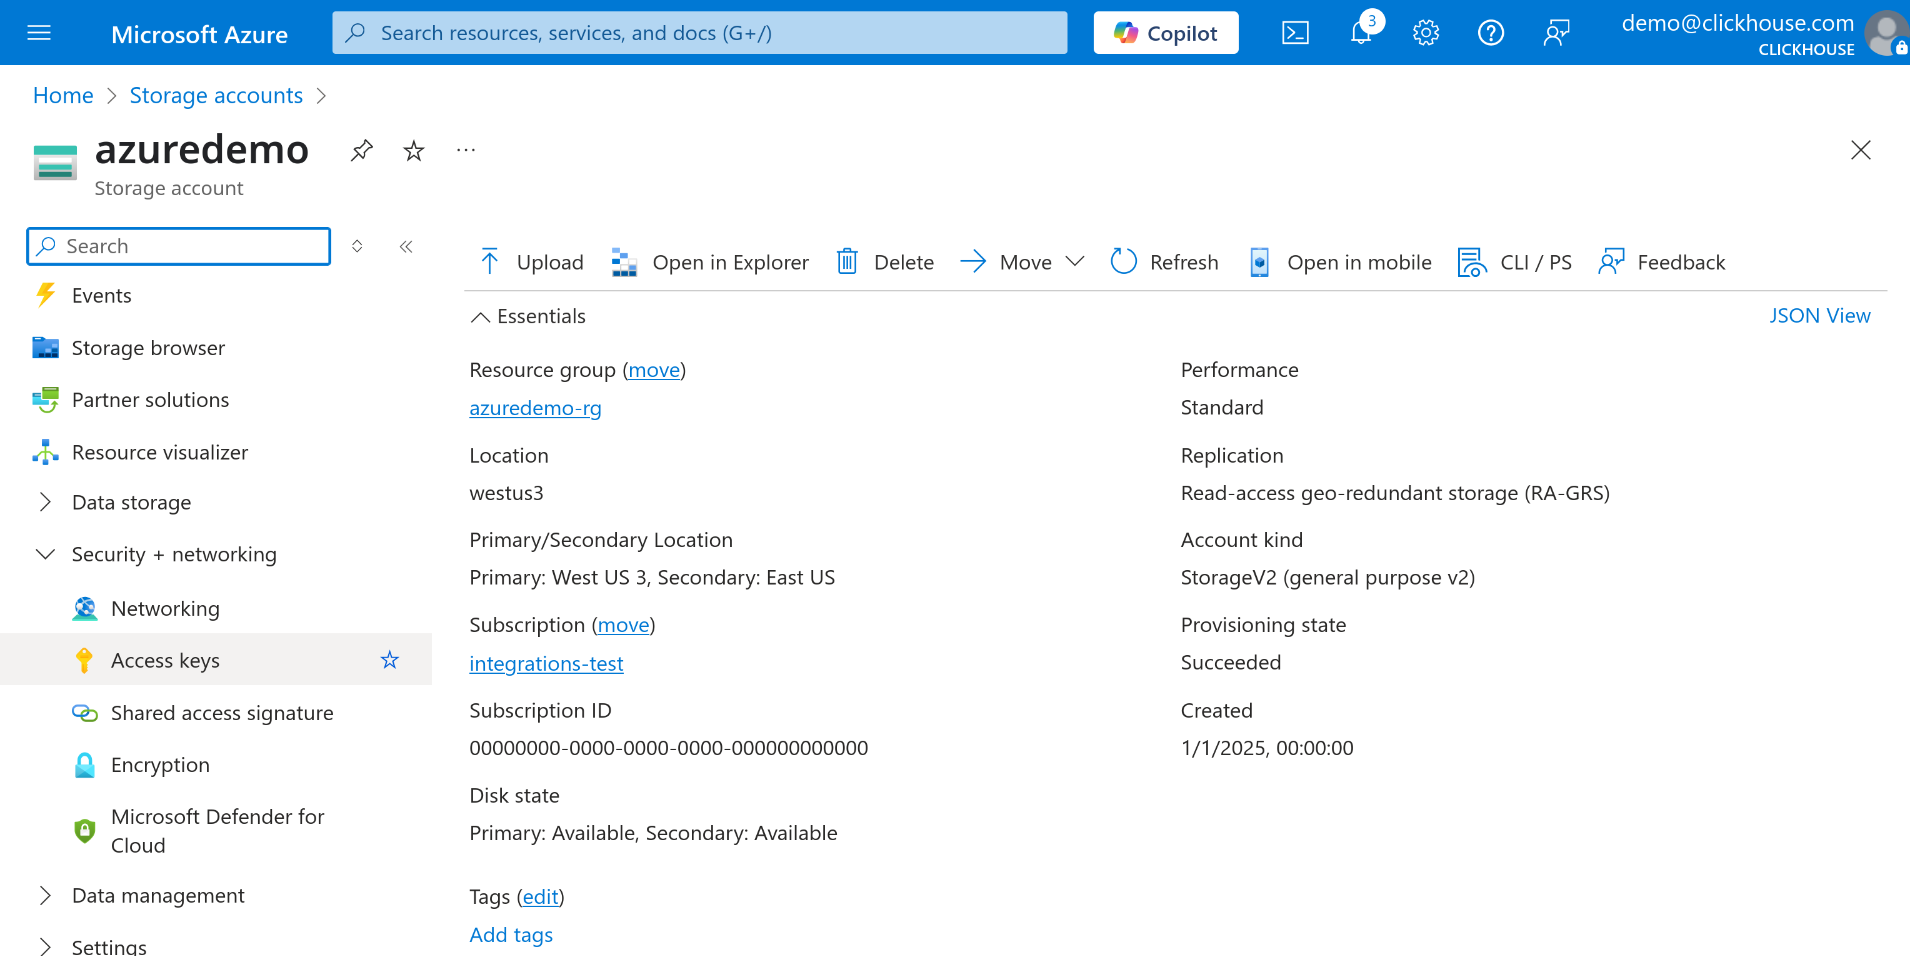 Microsoft Azure
Search resources, services, and docs (G+/)
Copilot
3
demo@clickhouse.com
CLICKHOUSE
Home > Storage accounts >
azuredemo
Storage account
Search
Events
Storage browser
Partner solutions
Resource visualizer
Data storage
Security + networking
Networking
Access keys
Shared access signature
Encryption
Microsoft Defender for
Cloud
Data management
Settings
Upload
Open in Explorer
Delete
Move
Refresh
Open in mobile
CLI / PS
Feedback
Essentials
JSON View
Resource group (move)
azuredemo-rg
Location
westus3
Primary/Secondary Location
Primary: West US 3, Secondary: East US
Subscription (move)
integrations-test
Subscription ID
00000000-0000-0000-0000-000000000000
Disk state
Primary: Available, Secondary: Available
Tags (edit)
Add tags
Performance
Standard
Replication
Read-access geo-redundant storage (RA-GRS)
Account kind
StorageV2 (general purpose v2)
Provisioning state
Succeeded
Created
1/1/2025, 00:00:00